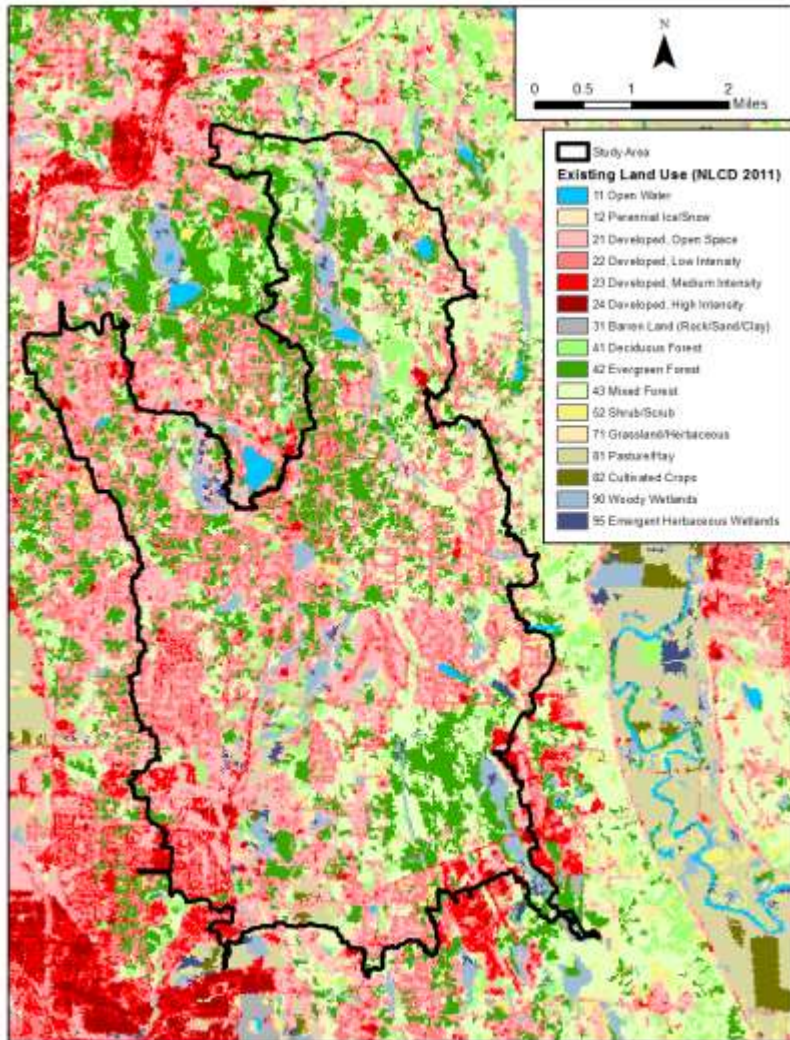 N
0 0.5 1 2
Miles
Study Area
Existing Land Use (NLCD 2011)
11 Open Water
12 Perennial Ice/Snow
21 Developed, Open Space
22 Developed, Low Intensity
23 Developed, Medium Intensity
24 Developed, High Intensity
31 Barren Land (Rock/Sand/Clay)
41 Deciduous Forest
42 Evergreen Forest
43 Mixed Forest
52 Shrub/Scrub
71 Grassland/Herbaceous
81 Pasture/Hay
82 Cultivated Crops
90 Woody Wetlands
95 Emergent Herbaceous Wetlands